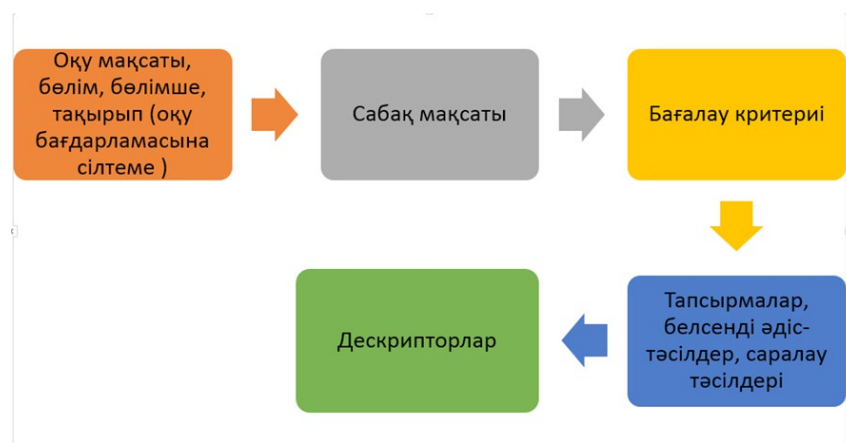 Оқу мақсаты,
бөлім, бөлімше,
тақырып (оқу
бағдарламасына
сілтеме )
Сабақ мақсаты
Бағалау критериі
Тапсырмалар,
белсенді әдіс-
тәсілдер, саралау
тәсілдері
Дескрипторлар